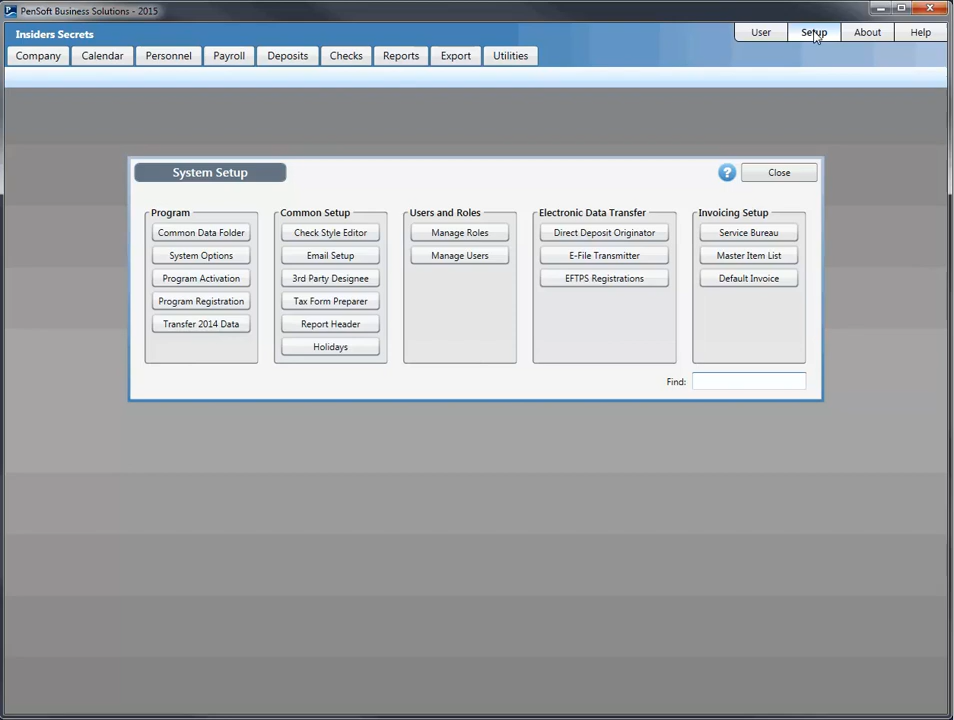 PenSoft Business Solutions - 2015
Insiders Secrets
User Setup About Help
Company Calendar Personnel Payroll Deposits Checks Reports Export Utilities
System Setup
? Close
Program
Common Data Folder
System Options
Program Activation
Program Registration
Transfer 2014 Data
Common Setup
Check Style Editor
Email Setup
3rd Party Designee
Tax Form Preparer
Report Header
Holidays
Users and Roles
Manage Roles
Manage Users
Electronic Data Transfer
Direct Deposit Originator
E-File Transmitter
EFTPS Registrations
Invoicing Setup
Service Bureau
Master Item List
Default Invoice
Find: